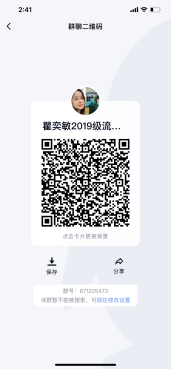 2:41
群聊二维码
瞿奕敏2019级流...
点击卡片更换背景
保存
分享
群号：871225473
该群暂不能被搜索，可前往修改设置